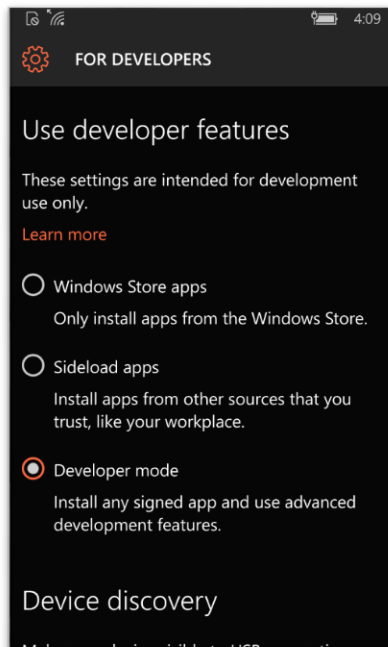 4:09
FOR DEVELOPERS
Use developer features
These settings are intended for development
use only.
Learn more
Windows Store apps
Only install apps from the Windows Store.
Sideload apps
Install apps from other sources that you
trust, like your workplace.
Developer mode
Install any signed app and use advanced
development features.
Device discovery